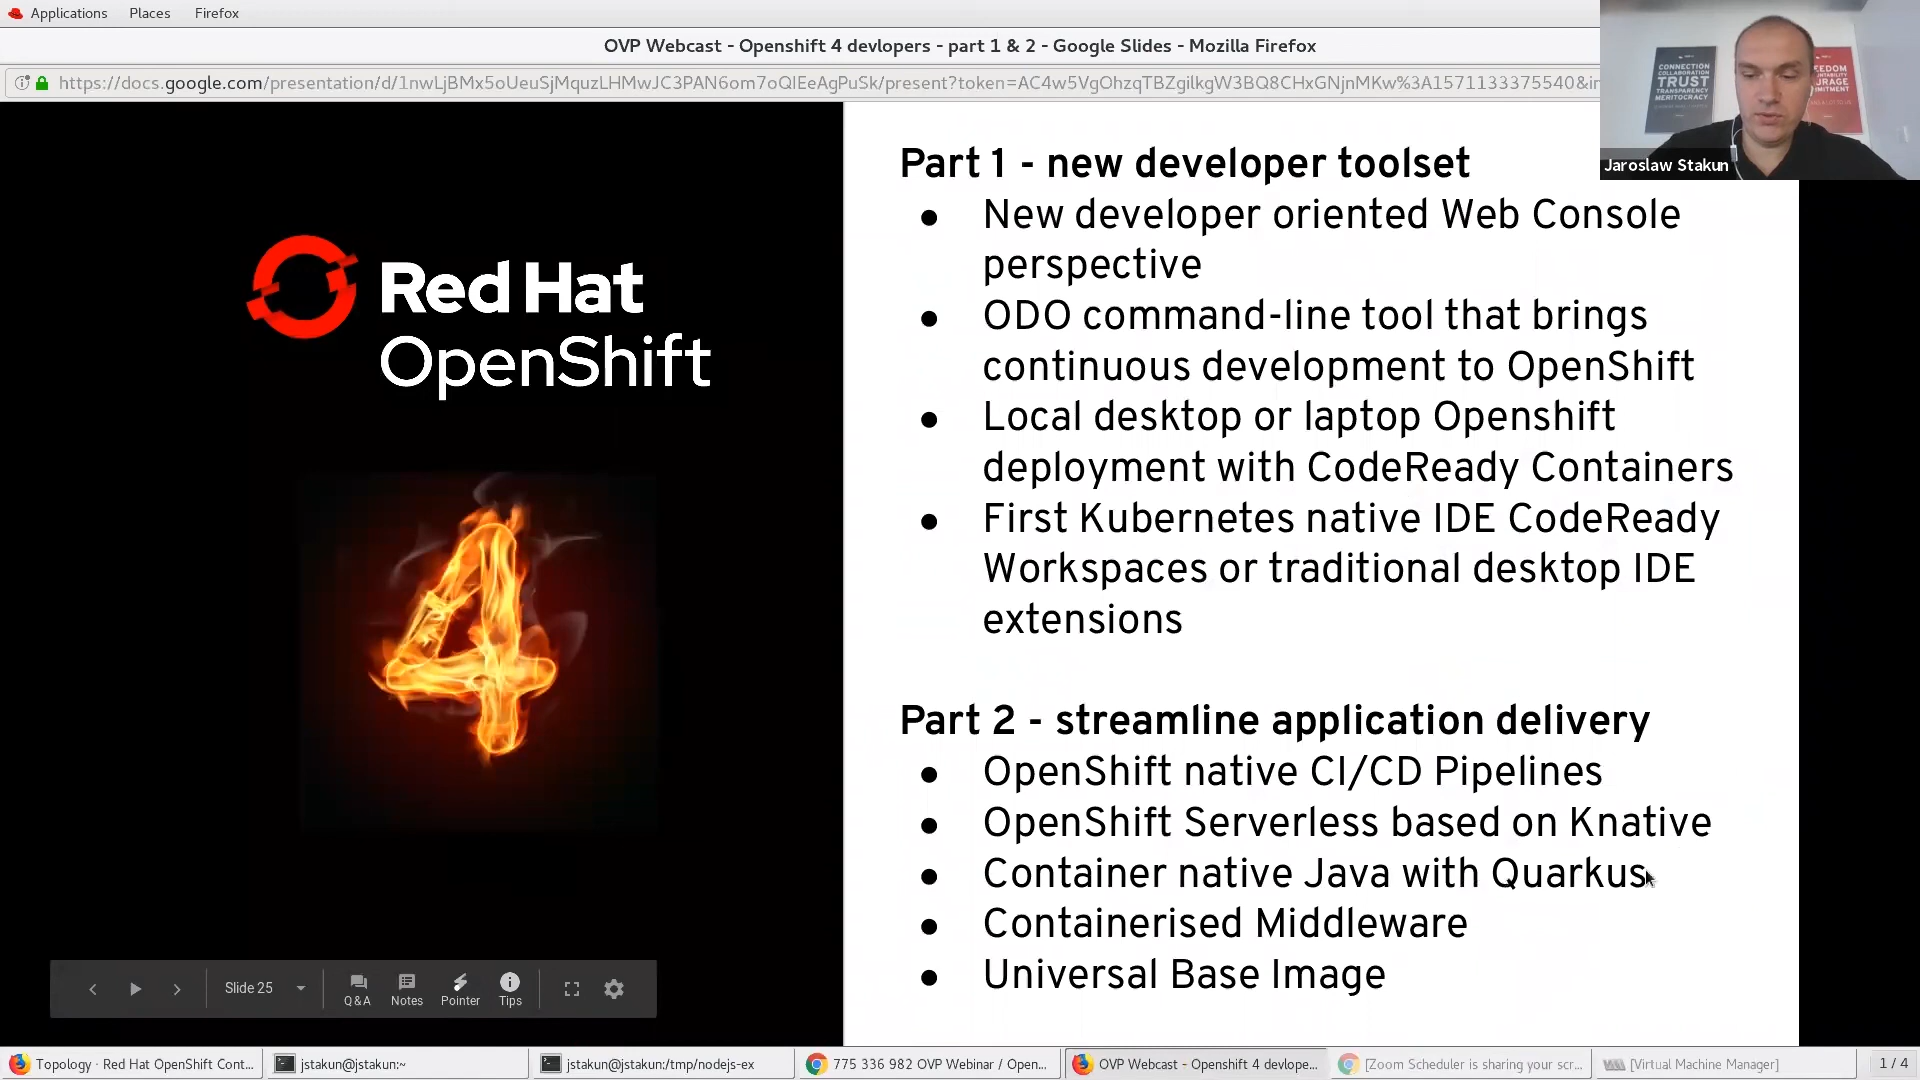 Applications Places Firefox
OVP Webcast - Openshift 4 devlopers - part 1 & 2 - Google Slides - Mozilla Firefox
https://docs.google.com/presentation/d/1nwLjBMx5oUeuSjMquzLHMwJC3PAN6om7oQIEeAgPuSk/present?token=AC4w5VgOhzqTBZgilkgW3BQ8CHxGNjnMKw%3A1571133375540&in
CONNECTION
COLLABORATION
TRUST
TRANSPARENCY
MERITOCRACY
Jaroslaw Stakun
Red Hat
OpenShift
4
Part 1 - new developer toolset
● New developer oriented Web Console
perspective
● ODO command-line tool that brings
continuous development to OpenShift
● Local desktop or laptop Openshift
deployment with CodeReady Containers
● First Kubernetes native IDE CodeReady
Workspaces or traditional desktop IDE
extensions
Part 2 - streamline application delivery
● OpenShift native CI/CD Pipelines
● OpenShift Serverless based on Knative
● Container native Java with Quarkus
● Containerised Middleware
● Universal Base Image
Slide 25
Q&A Notes Pointer Tips
Topology · Red Hat OpenShift Cont... jstakun@jstakun:~ jstakun@jstakun:/tmp/nodejs-ex 775 336 982 OVP Webinar / Open... OVP Webcast - Openshift 4 devlope... [Zoom Scheduler is sharing your scr... [Virtual Machine Manager] 1 / 4